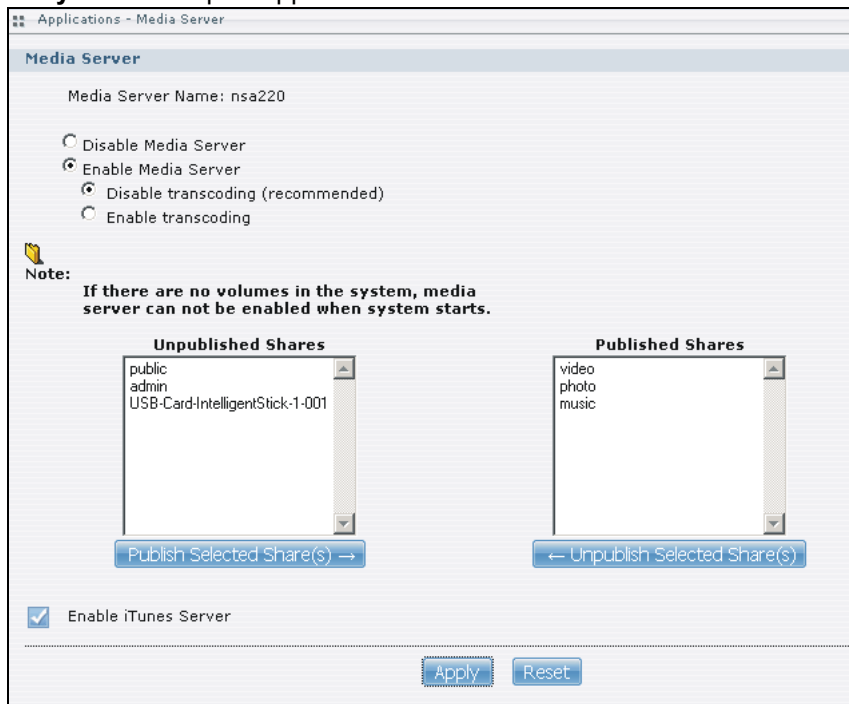 Applications - Media Server
Media Server
Media Server Name: nsa220
Disable Media Server
Enable Media Server
Disable transcoding (recommended)
Enable transcoding
Note:
If there are no volumes in the system, media
server can not be enabled when system starts.
Unpublished Shares
public
admin
USB-Card-IntelligentStick-1-001
Publish Selected Share(s) →
Published Shares
video
photo
music
← Unpublish Selected Share(s)
Enable iTunes Server
Apply
Reset